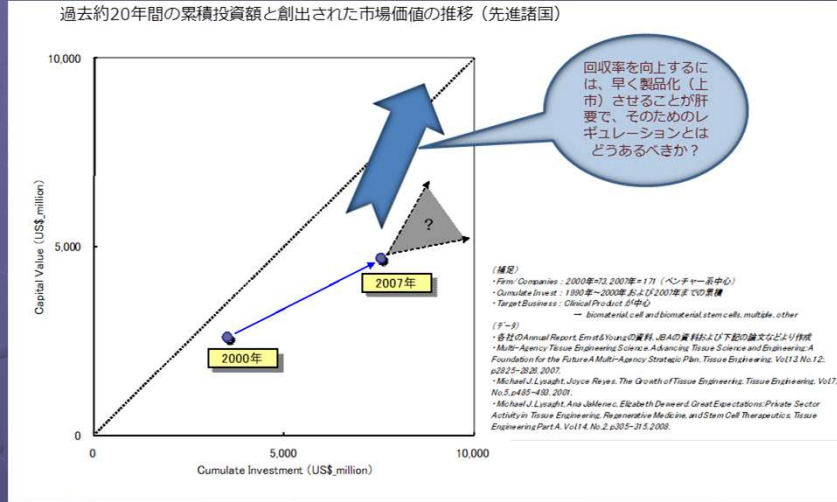 過去約20年間の累積投資額と創出された市場価値の推移（先進諸国）
10,000
回収率を向上するに
は、早く製品化（上
市）させることが肝
要で、そのためのレ
ギュレーションとは
どうあるべきか？
Capital Value (US$_million)
5,000
?
2007年
2000年
0
0
5,000
10,000
Cumulate Investment (US$_million)
(補足)
・Firm/Companies : 2000年=73, 2007年=171 (ベンチャー系中心)
・Cumulate Invest : 1990年～2000年 および2007年までの累積
・Target Business : Clinical Product が中心
→ biomaterial, cell and biomaterial, stem cells, multiple, other
(データ)
・各社のAnnual Report, Ernst&Youngの資料、JBAの資料および下記の論文などより作成
・Multi-Agency Tissue Engineering Science. Advancing Tissue Science and Engineering: A
Foundation for the Future A Multi-Agency Strategic Plan. Tissue Engineering. Vol.13, No.12:
p2825-2826. 2007.
・Michael J. Lysaght, Joyce Reyes. The Growth of Tissue Engineering. Tissue Engineering. Vol.7,
No.5, p485-493. 2001.
・Michael J. Lysaght, Ana Jaklenec, Elizabeth Deweerd. Great Expectations: Private Sector
Activity in Tissue Engineering, Regenerative Medicine, and Stem Cell Therapeutics. Tissue
Engineering Part A. Vol.14, No.2, p305-315, 2008.